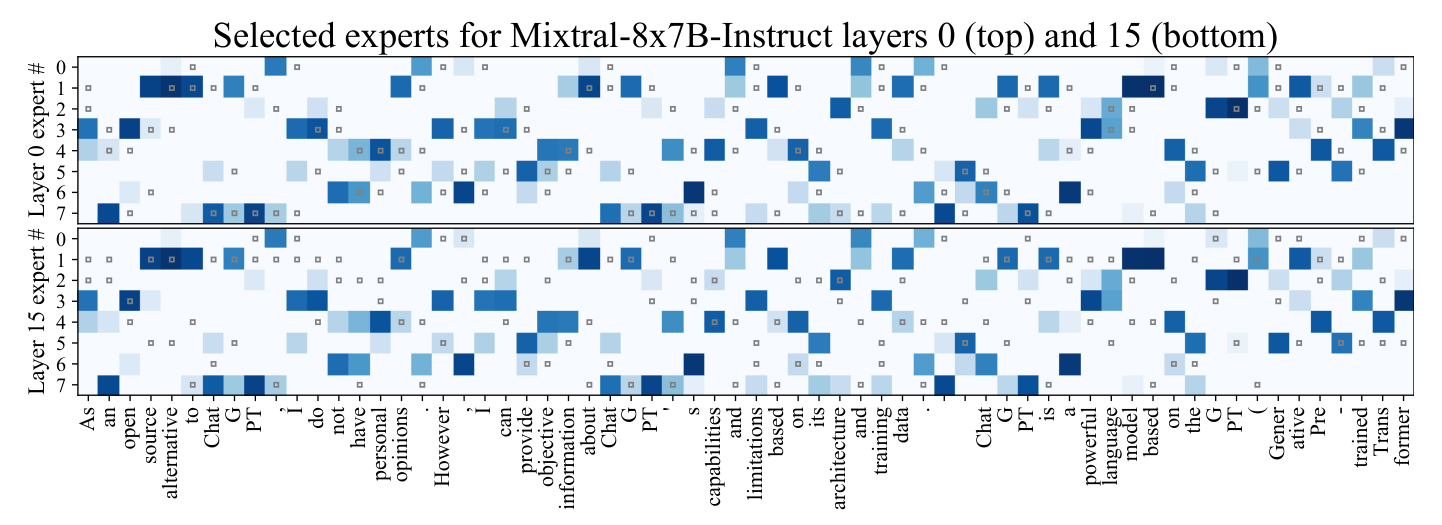 Selected experts for Mixtral-8x7B-Instruct layers 0 (top) and 15 (bottom)
Layer 0 expert #
0
1
2
3
4
5
6
7
Layer 15 expert #
0
1
2
3
4
5
6
7
As
an
open
source
alternative
to
Chat
G
PT
,
I
do
not
have
personal
opinions
.
However
,
I
can
provide
objective
information
about
Chat
G
PT
'
s
capabilities
and
limitations
based
on
its
architecture
and
training
data
.
Chat
G
PT
is
a
powerful
language
model
based
on
the
G
PT
(
Gener
ative
Pre
-
trained
Trans
former